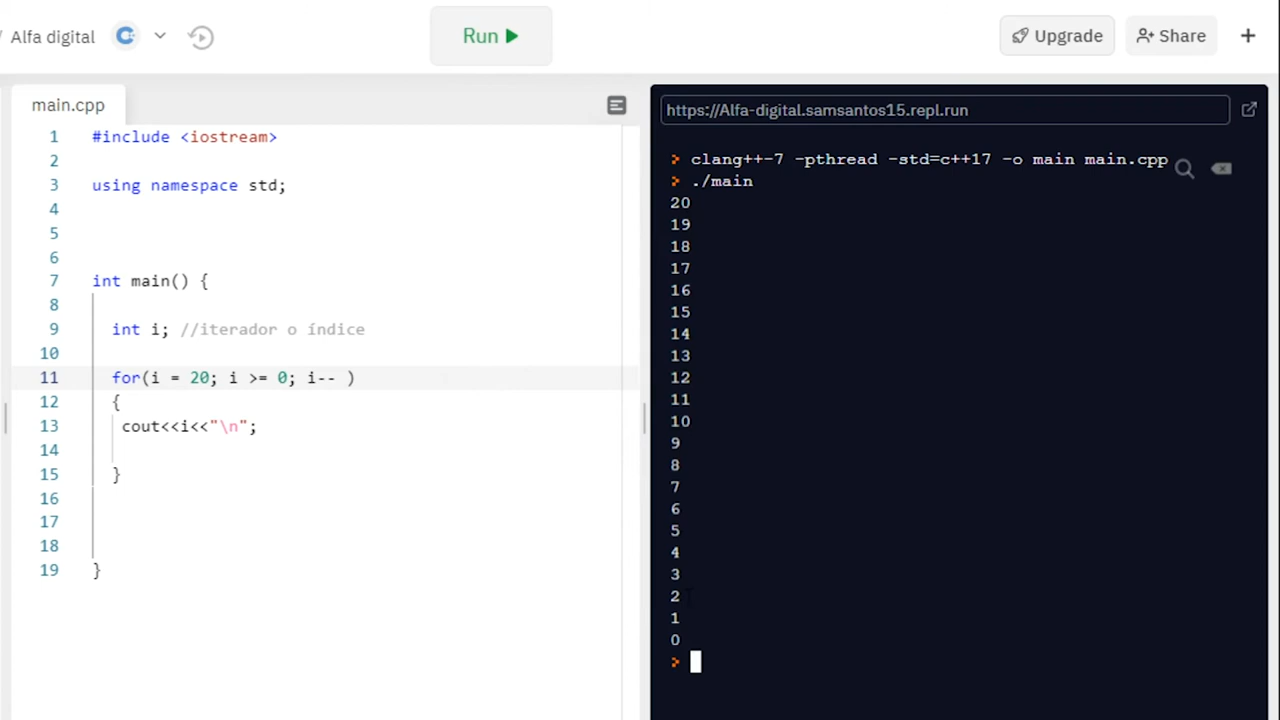 / Alfa digital
Run
Upgrade
Share
+
main.cpp
1 #include <iostream>
2
3 using namespace std;
4
5
6
7 int main() {
8
9 int i; //iterador o índice
10
11 for(i = 20; i >= 0; i-- )
12 {
13 cout<<i<<"\n";
14
15 }
16
17
18
19 }
https://Alfa-digital.samsantos15.repl.run
> clang++-7 -pthread -std=c++17 -o main main.cpp
> ./main
20
19
18
17
16
15
14
13
12
11
10
9
8
7
6
5
4
3
2
1
0
>